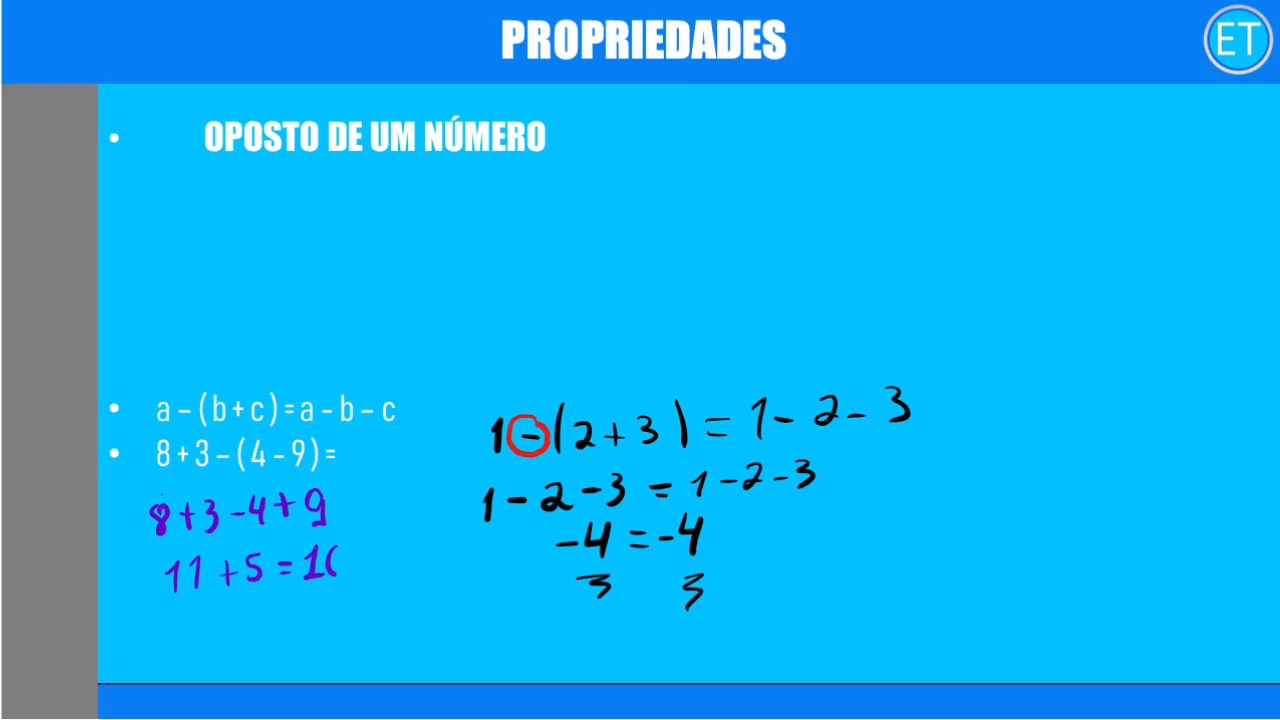 PROPRIEDADES
ET
• OPOSTO DE UM NÚMERO
• a – (b + c) = a - b – c
• 8 + 3 – (4 - 9) =
1 - (2 + 3) = 1 - 2 - 3
1 - 2 - 3 = 1 - 2 - 3
-4 = -4
3 3
8 + 3 - 4 + 9
11 + 5 = 1